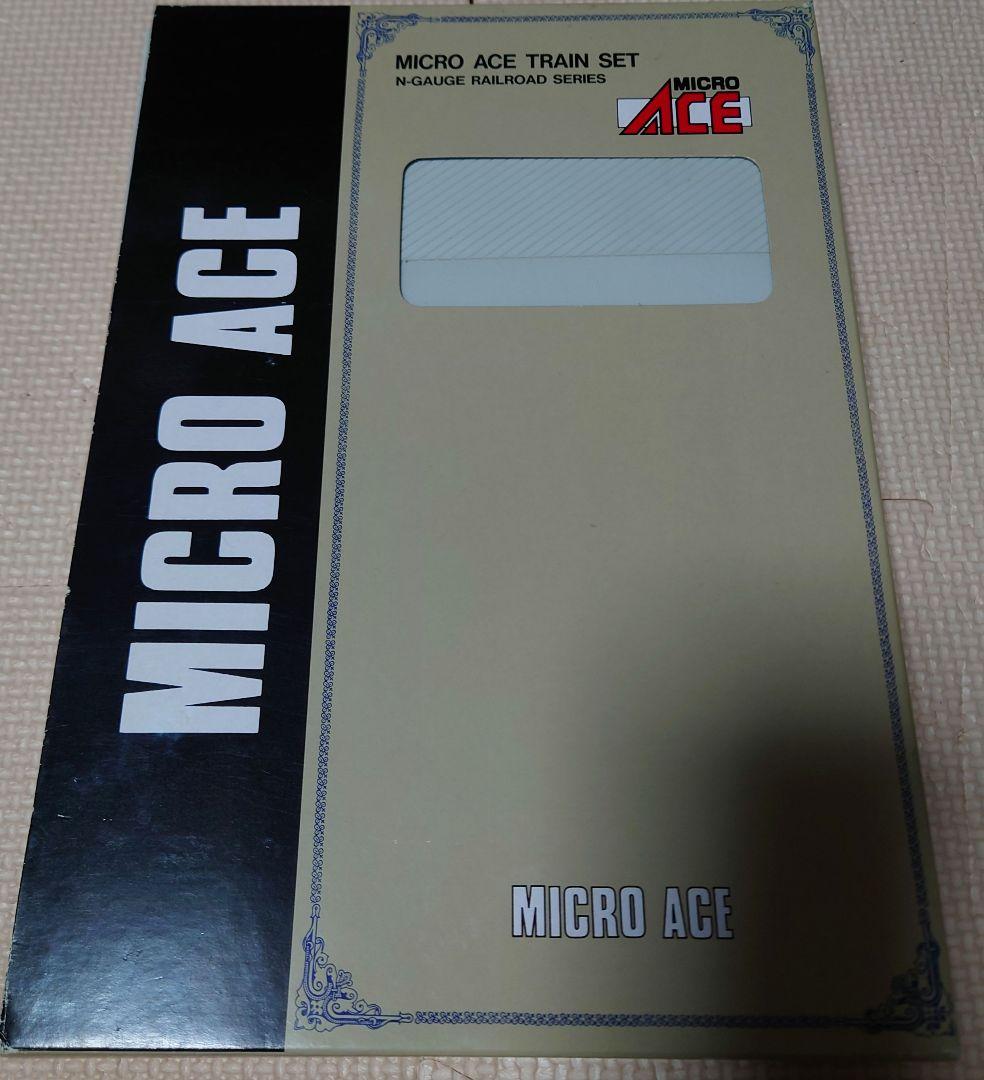 MICRO ACE TRAIN SET
N-GAUGE RAILROAD SERIES
MICRO
ACE
MICRO ACE
MICRO ACE